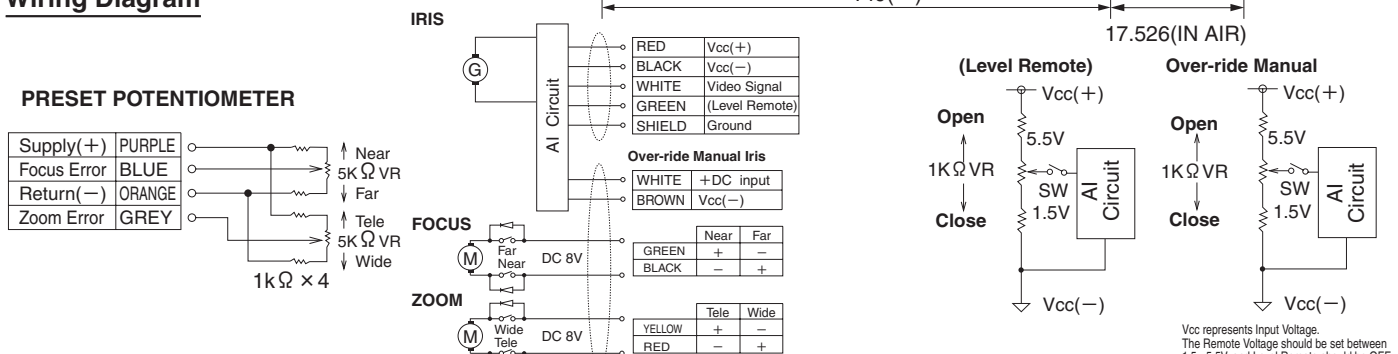 Wiring Diagram
17.526(IN AIR)
PRESET POTENTIOMETER
Supply(+) PURPLE
Focus Error BLUE
Return(−) ORANGE
Zoom Error GREY
Near
5KΩVR
Far
Tele
5KΩVR
Wide
1kΩ×4
IRIS
G
AI Circuit
RED Vcc(+)
BLACK Vcc(−)
WHITE Video Signal
GREEN (Level Remote)
SHIELD Ground
Over-ride Manual Iris
WHITE +DC input
BROWN Vcc(−)
FOCUS
M
Far
Near
DC 8V
Near Far
GREEN + −
BLACK − +
ZOOM
M
Wide
Tele
DC 8V
Tele Wide
YELLOW + −
RED − +
(Level Remote)
Vcc(+)
Open
5.5V
1KΩVR
SW
1.5V
Close
AI
Circuit
Vcc(−)
Over-ride Manual
Vcc(+)
Open
5.5V
1KΩVR
SW
1.5V
Close
AI
Circuit
Vcc(−)
Vcc represents Input Voltage.
The Remote Voltage should be set between